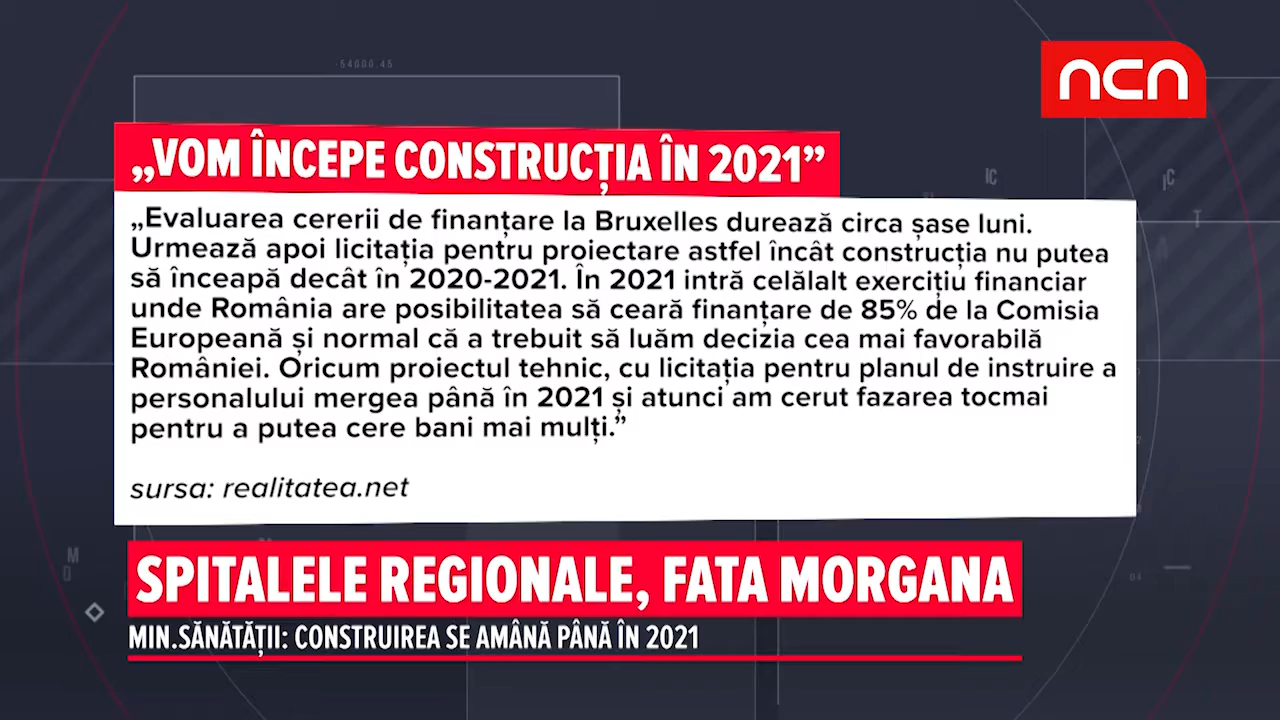 54000.45
ncn
„VOM ÎNCEPE CONSTRUCȚIA ÎN 2021”
„Evaluarea cererii de finanțare la Bruxelles durează circa șase luni.
Urmează apoi licitația pentru proiectare astfel încât construcția nu putea
să înceapă decât în 2020-2021. În 2021 intră celălalt exercițiu financiar
unde România are posibilitatea să ceară finanțare de 85% de la Comisia
Europeană și normal că a trebuit să luăm decizia cea mai favorabilă
României. Oricum proiectul tehnic, cu licitația pentru planul de instruire a
personalului mergea până în 2021 și atunci am cerut fazarea tocmai
pentru a putea cere bani mai mulți.”
sursa: realitatea.net
SPITALELE REGIONALE, FATA MORGANA
MIN.SĂNĂTĂȚII: CONSTRUIREA SE AMÂNĂ PÂNĂ ÎN 2021